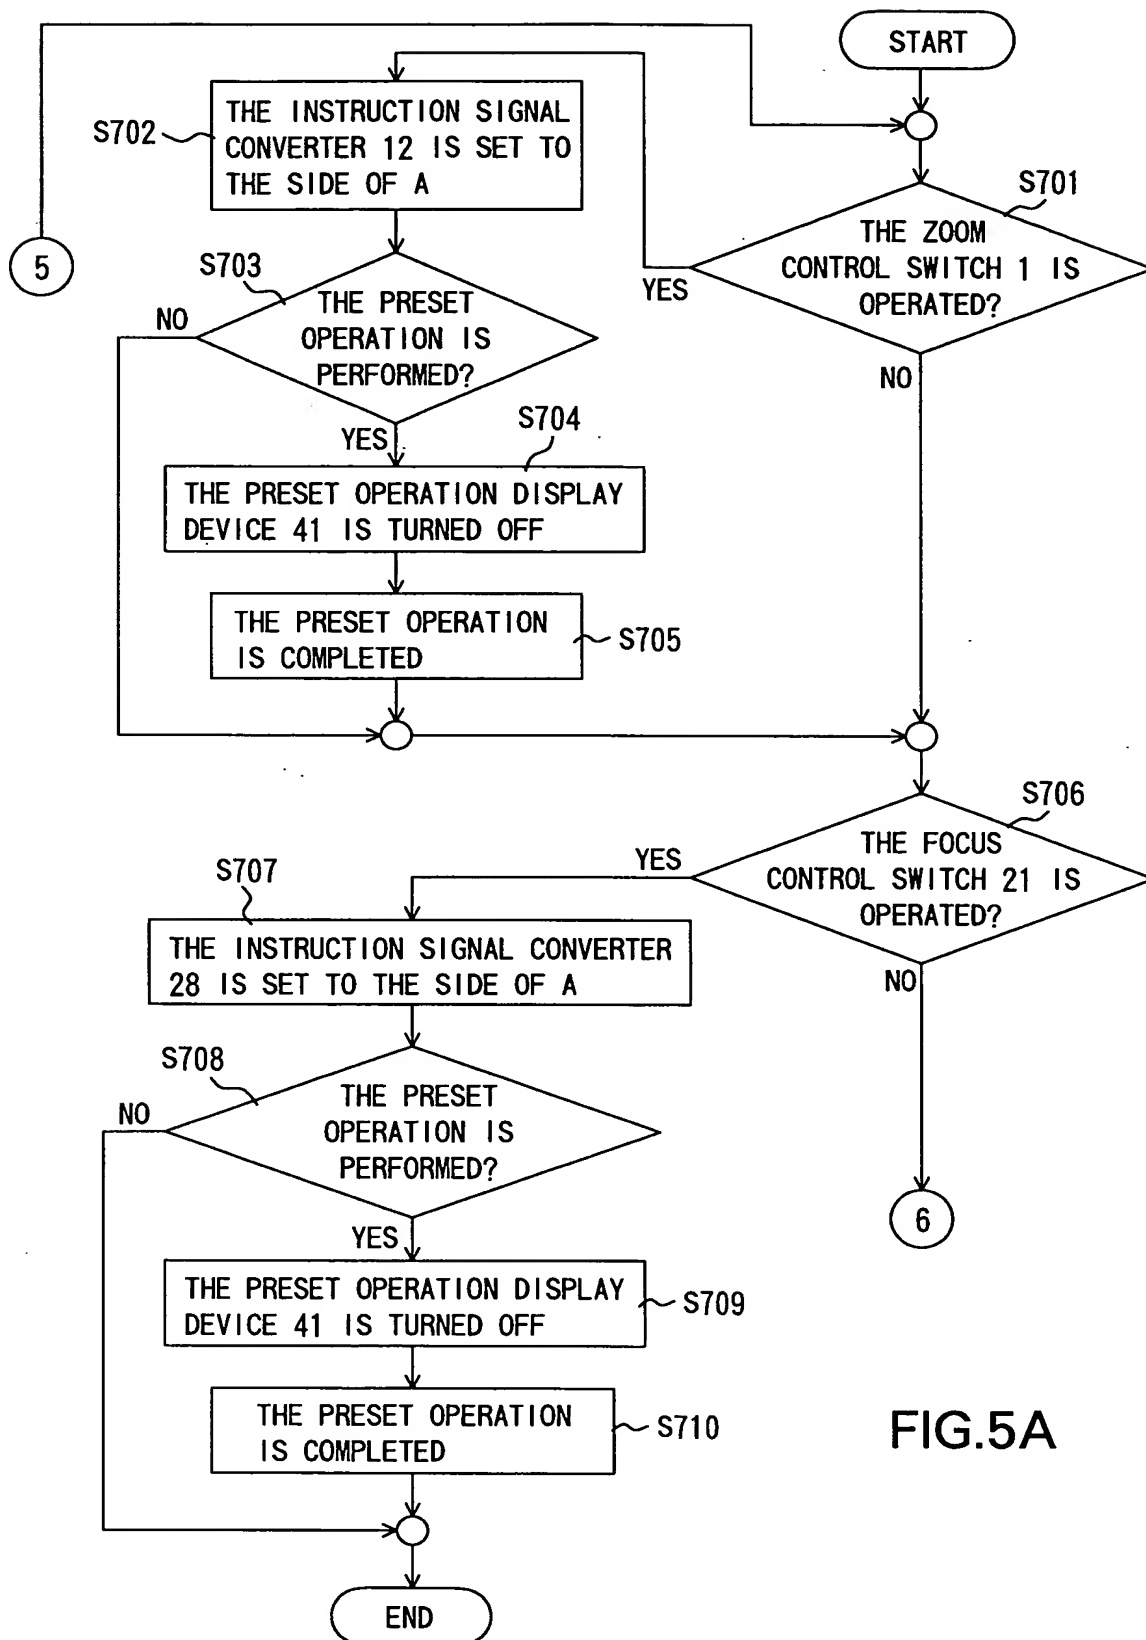 START
S702
THE INSTRUCTION SIGNAL
CONVERTER 12 IS SET TO
THE SIDE OF A
S701
THE ZOOM
CONTROL SWITCH 1 IS
OPERATED?
YES
NO
5
S703
THE PRESET
OPERATION IS
PERFORMED?
NO
YES
S704
THE PRESET OPERATION DISPLAY
DEVICE 41 IS TURNED OFF
THE PRESET OPERATION
IS COMPLETED
S705
S706
THE FOCUS
CONTROL SWITCH 21 IS
OPERATED?
YES
NO
S707
THE INSTRUCTION SIGNAL CONVERTER
28 IS SET TO THE SIDE OF A
S708
THE PRESET
OPERATION IS
PERFORMED?
NO
YES
6
THE PRESET OPERATION DISPLAY
DEVICE 41 IS TURNED OFF
S709
THE PRESET OPERATION
IS COMPLETED
S710
FIG.5A
END